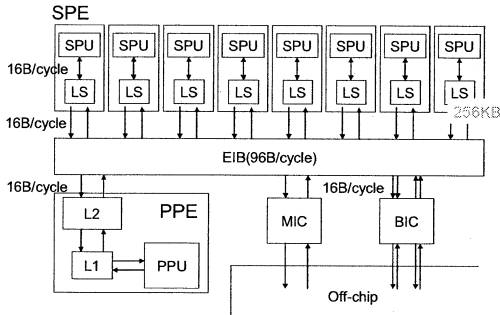 SPE
SPU SPU SPU SPU SPU SPU SPU SPU
16B/cycle
LS LS LS LS LS LS LS LS
256KB
16B/cycle
EIB(96B/cycle)
16B/cycle 16B/cycle
L2 PPE MIC BIC
L1 PPU
Off-chip